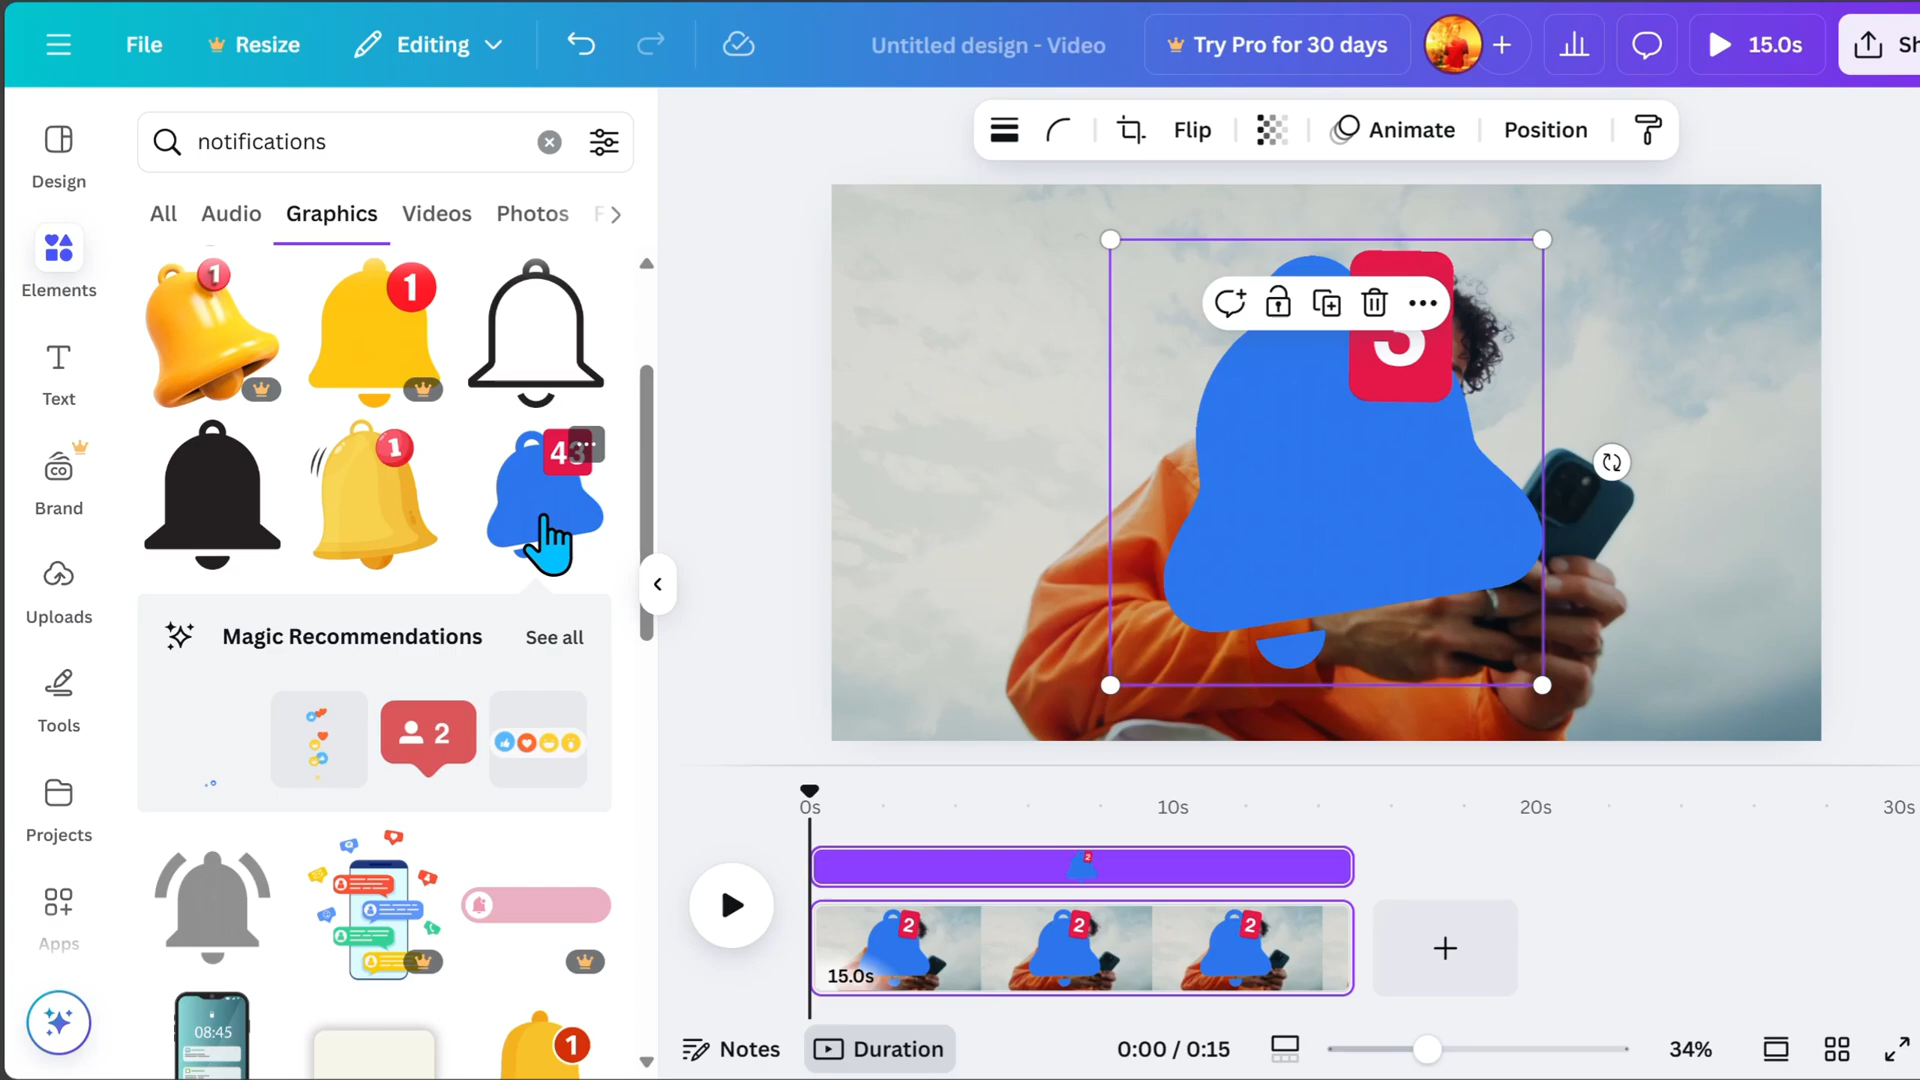 File
Resize
Editing
Untitled design - Video
Try Pro for 30 days
15.0s
Sh
notifications
All
Audio
Graphics
Videos
Photos
Flip
Animate
Position
Design
Elements
Text
Brand
Uploads
Tools
Projects
Apps
1
1
1
43
3
Magic Recommendations
See all
2
08:45
1
0s
10s
20s
30s
2
2
2
2
15.0s
Notes
Duration
0:00 / 0:15
34%